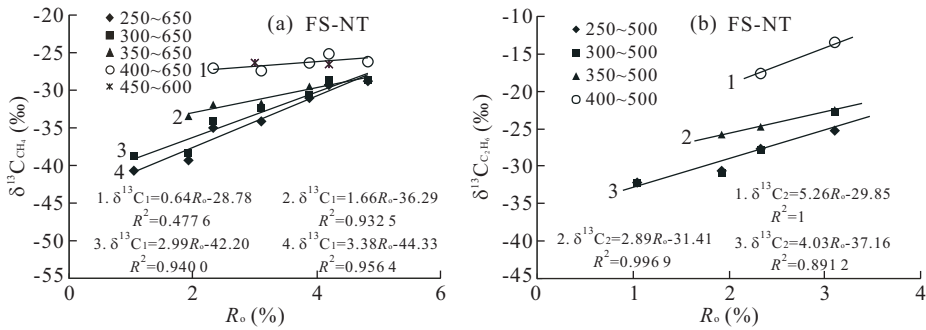 (a) FS-NT
250~650
300~650
350~650
400~650
450~600
-20
-25
-30
-35
-40
-45
-50
-55
δ¹³C_CH₄ (‰)
1
2
3
4
1. δ¹³C₁=0.64Rₒ-28.78
R²=0.477 6
2. δ¹³C₁=1.66Rₒ-36.29
R²=0.932 5
3. δ¹³C₁=2.99Rₒ-42.20
R²=0.940 0
4. δ¹³C₁=3.38Rₒ-44.33
R²=0.956 4
0 2 4 6
Rₒ (%)
(b) FS-NT
250~500
300~500
350~500
400~500
-10
-15
-20
-25
-30
-35
-40
-45
δ¹³C_C₂H₆ (‰)
1
2
3
1. δ¹³C₂=5.26Rₒ-29.85
R²=1
2. δ¹³C₂=2.89Rₒ-31.41
R²=0.996 9
3. δ¹³C₂=4.03Rₒ-37.16
R²=0.891 2
0 1 2 3 4
Rₒ (%)